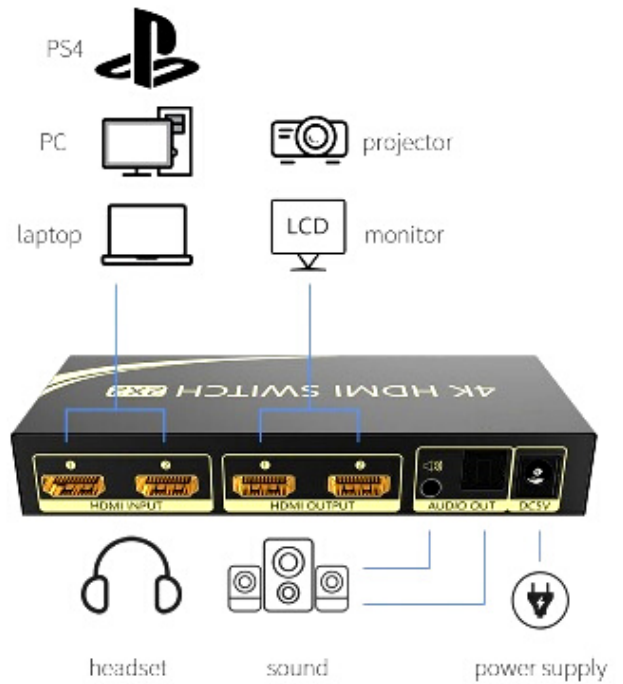 PS4
PC
projector
laptop
LCD
monitor
4K HDMI SWITCH 2X2
1 2 1 2
HDMI INPUT HDMI OUTPUT AUDIO OUT DC5V
headset sound power supply